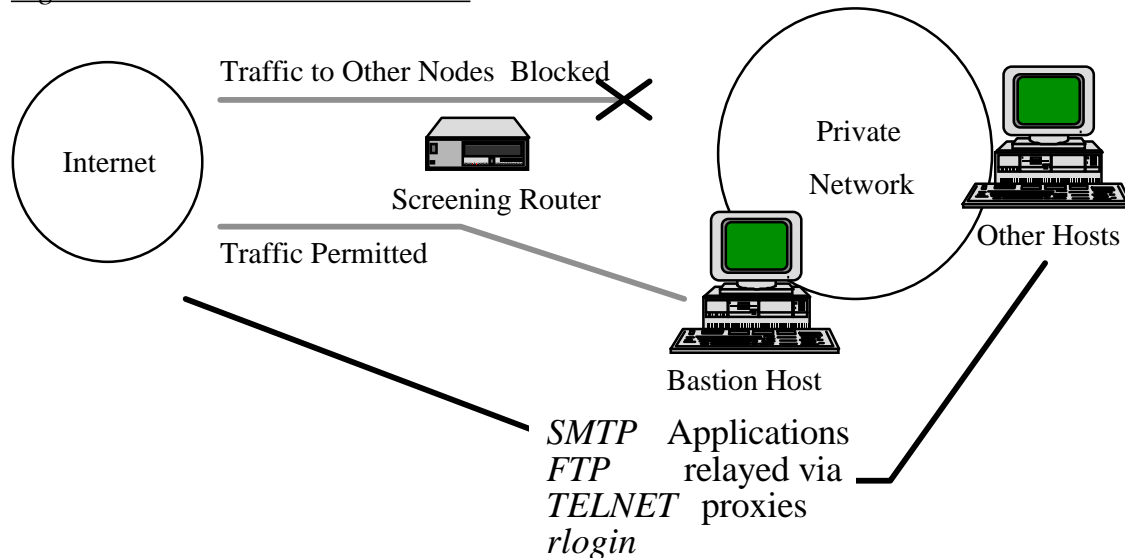 Traffic to Other Nodes Blocked
Internet
Screening Router
Private
Network
Other Hosts
Traffic Permitted
Bastion Host
SMTP Applications
FTP relayed via
TELNET proxies
rlogin